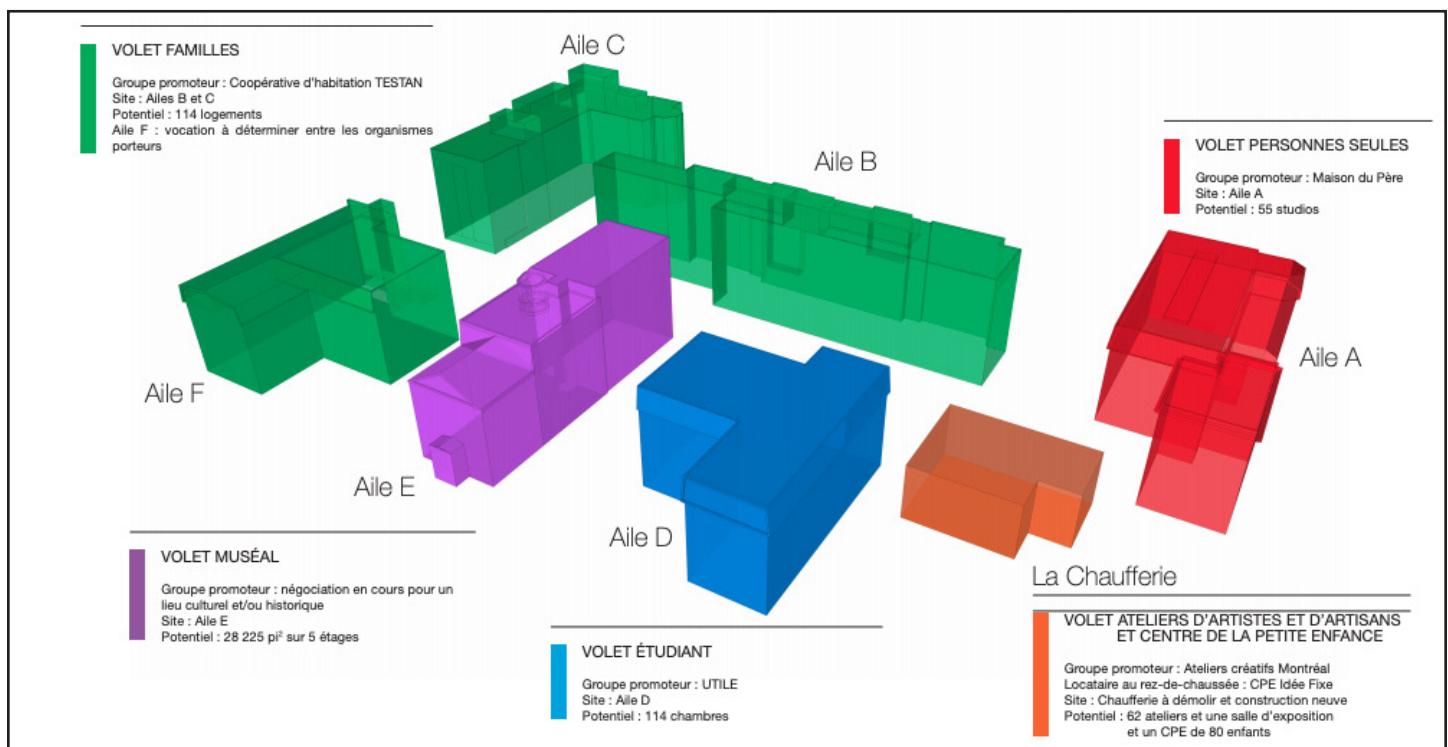 Aile C
VOLET FAMILLES
Groupe promoteur : Coopérative d'habitation TESTAN
Site : Ailes B et C
Potentiel : 114 logements
Aile F : vocation à déterminer entre les organismes
porteurs
Aile B
VOLET PERSONNES SEULES
Groupe promoteur : Maison du Père
Site : Aile A
Potentiel : 55 studios
Aile A
Aile F
Aile E
Aile D
La Chaufferie
VOLET MUSÉAL
Groupe promoteur : négociation en cours pour un
lieu culturel et/ou historique
Site : Aile E
Potentiel : 28 225 pi² sur 5 étages
VOLET ÉTUDIANT
Groupe promoteur : UTILE
Site : Aile D
Potentiel : 114 chambres
VOLET ATELIERS D'ARTISTES ET D'ARTISANS
ET CENTRE DE LA PETITE ENFANCE
Groupe promoteur : Ateliers créatifs Montréal
Locataire au rez-de-chaussée : CPE Idée Fixe
Site : Chaufferie à démolir et construction neuve
Potentiel : 62 ateliers et une salle d'exposition
et un CPE de 80 enfants